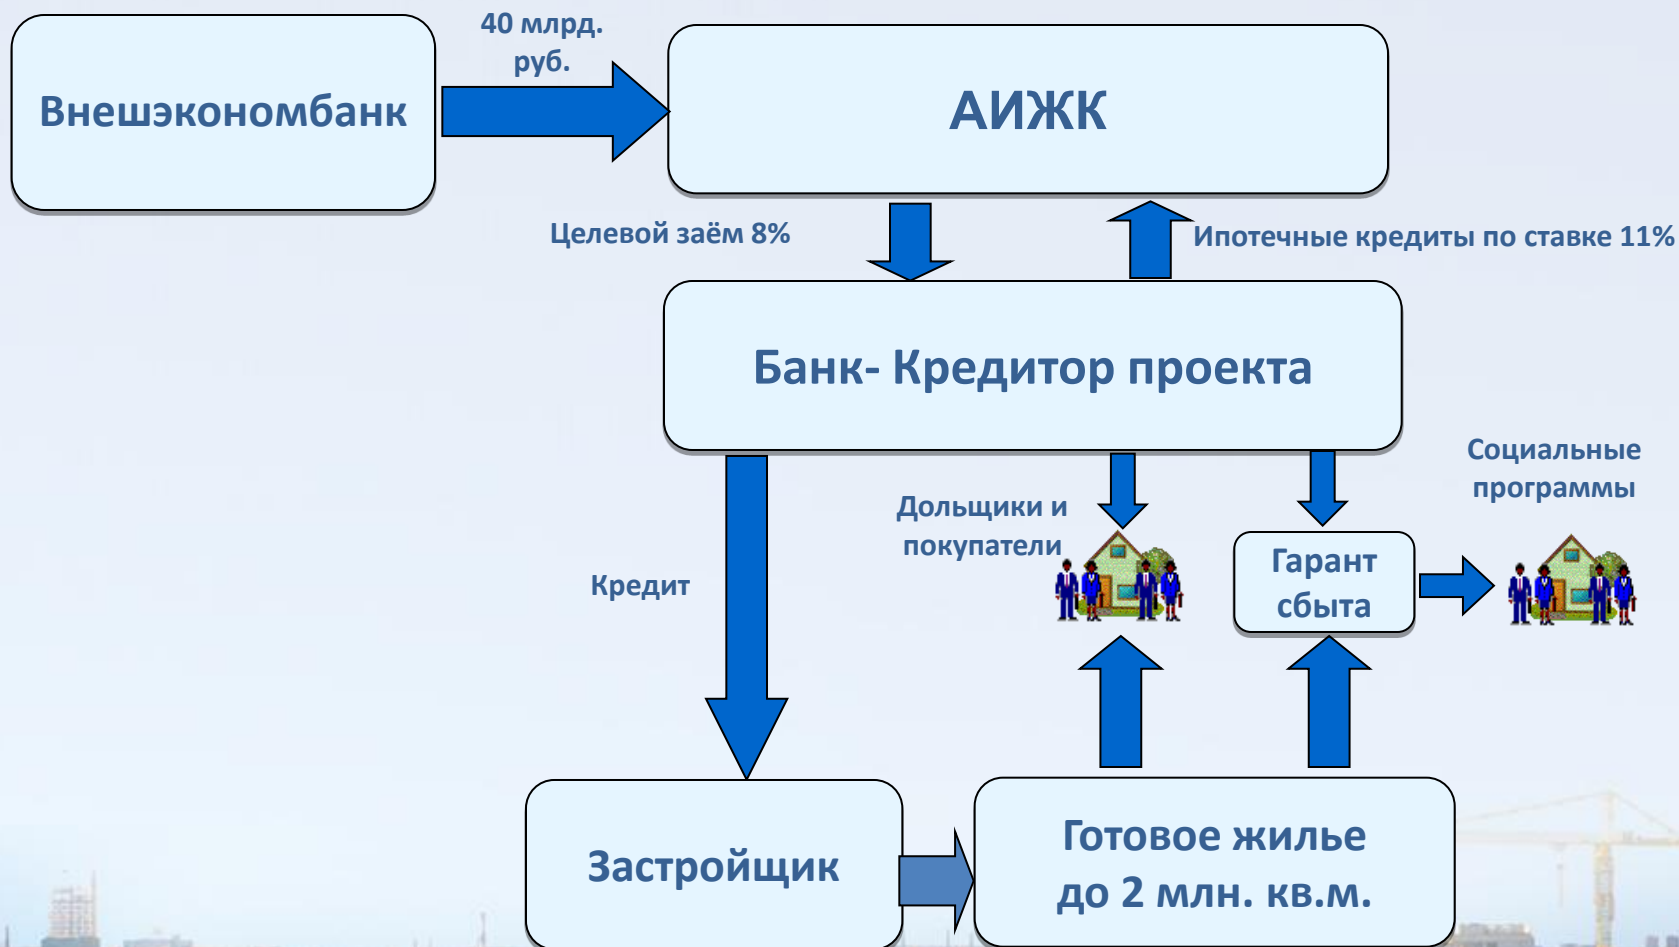 40 млрд.
руб.
Внешэкономбанк
АИЖК
Целевой заём 8%
Ипотечные кредиты по ставке 11%
Банк- Кредитор проекта
Социальные
программы
Дольщики и
покупатели
Гарант
сбыта
Кредит
Застройщик
Готовое жилье
до 2 млн. кв.м.